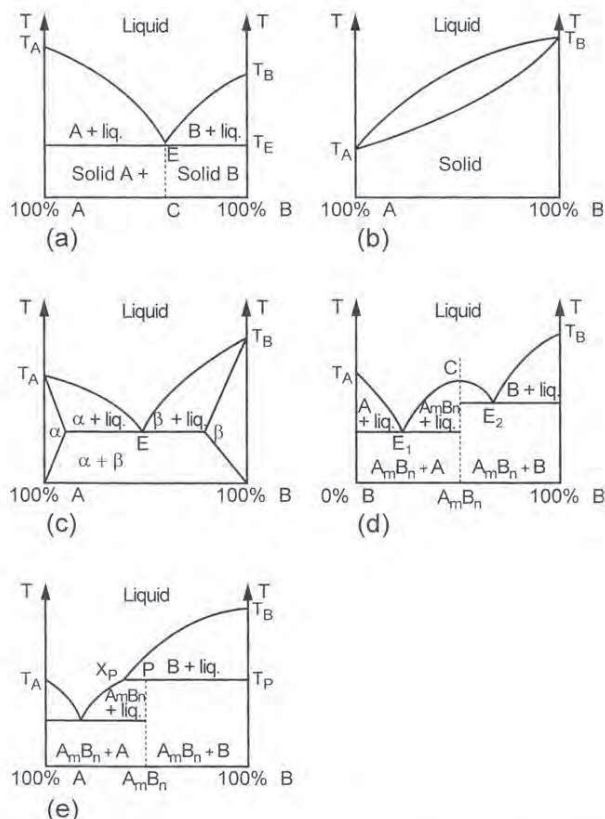 T Liquid T
T_A
T_B
A + liq. B + liq. T_E
E
Solid A + Solid B
100% A C 100% B
(a)
T Liquid T
T_B
T_A
Solid
100% A 100% B
(b)
T Liquid T
T_B
T_A
α α + liq. β + liq. β
E
α + β
100% A 100% B
(c)
T Liquid T
T_B
T_A C
A + liq. AmBn + liq. B + liq.
E₁ E₂
AmBn + A AmBn + B
0% B AmBn 100% B
(d)
T Liquid T
T_B
T_A X_P P B + liq. T_P
AmBn
+ liq.
AmBn + A AmBn + B
100% A AmBn 100% B
(e)